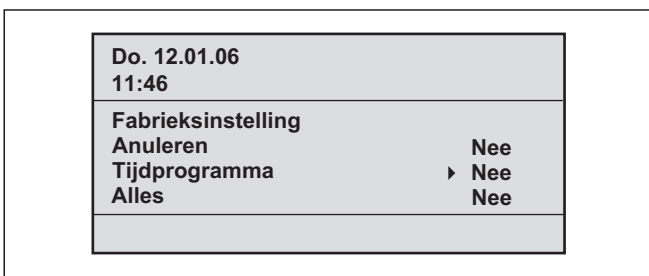 Do. 12.01.06
11:46
Fabrieksinstelling
Anuleren Nee
Tijdprogramma Nee
Alles Nee